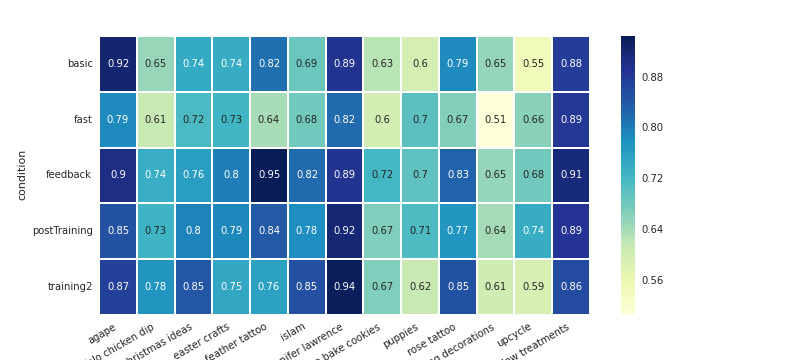 basic 0.92 0.65 0.74 0.74 0.82 0.69 0.89 0.63 0.6 0.79 0.65 0.55 0.88
fast 0.79 0.61 0.72 0.73 0.64 0.68 0.82 0.6 0.7 0.67 0.51 0.66 0.89
feedback 0.9 0.74 0.76 0.8 0.95 0.82 0.89 0.72 0.7 0.83 0.65 0.68 0.91
postTraining 0.85 0.73 0.8 0.79 0.84 0.78 0.92 0.67 0.71 0.77 0.64 0.74 0.89
training2 0.87 0.78 0.85 0.75 0.76 0.85 0.94 0.67 0.62 0.85 0.61 0.59 0.86
condition
agape
chicken dip
ideas
easter crafts
feather tattoo
islam
lawrence
bake cookies
puppies
rose tattoo
decorations
upcycle
treatments
0.88
0.80
0.72
0.64
0.56